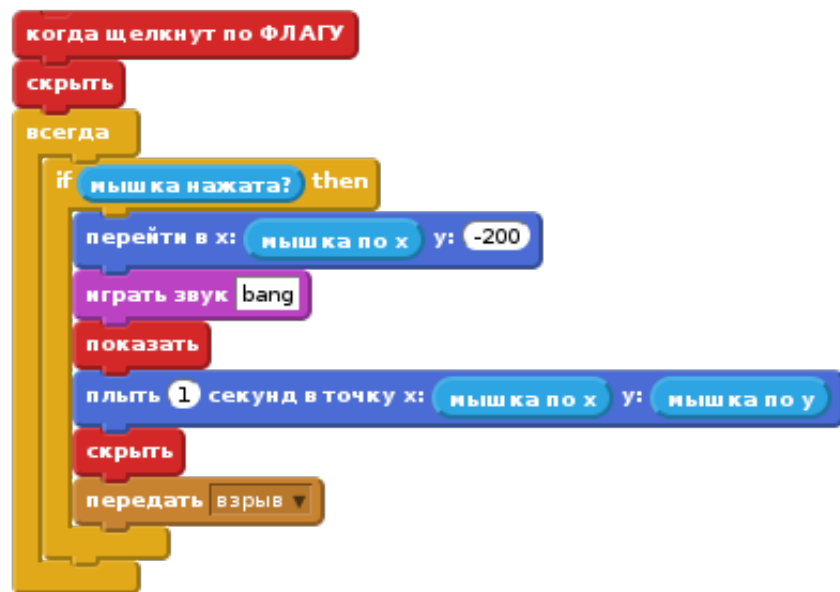 когда щелкнут по ФЛАГУ
скрыть
всегда
if мышка нажата? then
перейти в x: мышка по x y: -200
играть звук bang
показать
плыть 1 секунд в точку x: мышка по x y: мышка по y
скрыть
передать взрыв